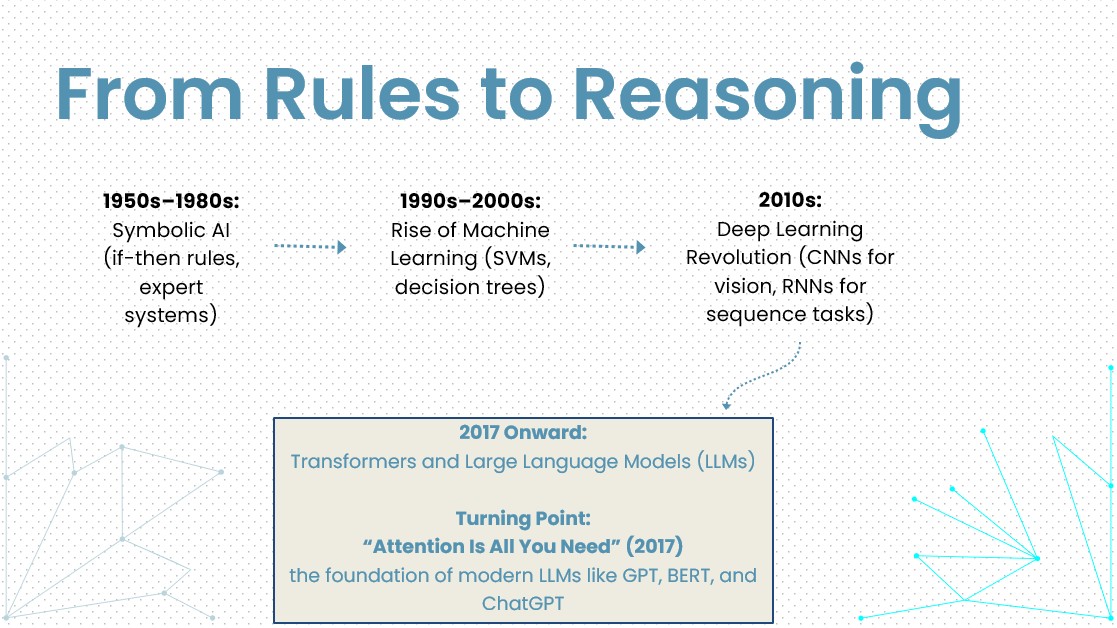 From Rules to Reasoning
1950s–1980s:
Symbolic AI
(if-then rules,
expert
systems)
1990s–2000s:
Rise of Machine
Learning (SVMs,
decision trees)
2010s:
Deep Learning
Revolution (CNNs for
vision, RNNs for
sequence tasks)
2017 Onward:
Transformers and Large Language Models (LLMs)
Turning Point:
“Attention Is All You Need” (2017)
the foundation of modern LLMs like GPT, BERT, and
ChatGPT